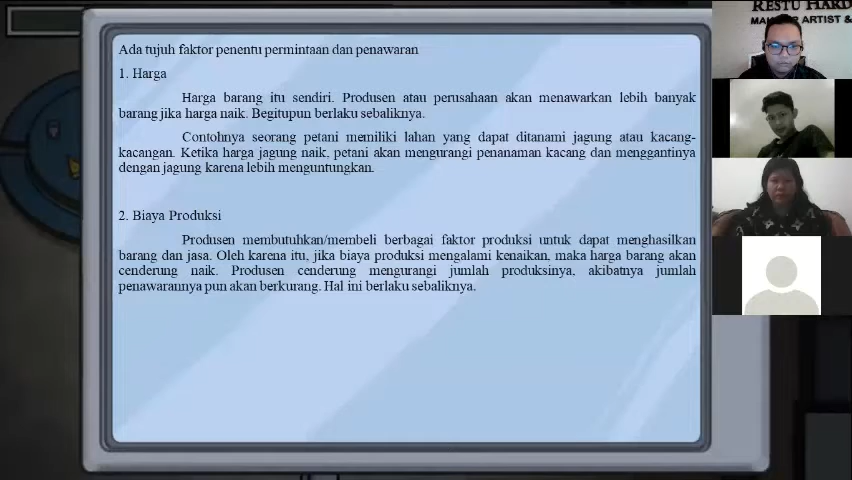 Ada tujuh faktor penentu permintaan dan penawaran
1. Harga
Harga barang itu sendiri. Produsen atau perusahaan akan menawarkan lebih banyak
barang jika harga naik. Begitupun berlaku sebaliknya.
Contohnya seorang petani memiliki lahan yang dapat ditanami jagung atau kacang-
kacangan. Ketika harga jagung naik, petani akan mengurangi penanaman kacang dan menggantinya
dengan jagung karena lebih menguntungkan.
2. Biaya Produksi
Produsen membutuhkan/membeli berbagai faktor produksi untuk dapat menghasilkan
barang dan jasa. Oleh karena itu, jika biaya produksi mengalami kenaikan, maka harga barang akan
cenderung naik. Produsen cenderung mengurangi jumlah produksinya, akibatnya jumlah
penawarannya pun akan berkurang. Hal ini berlaku sebaliknya.
RESTU
ARTIST &